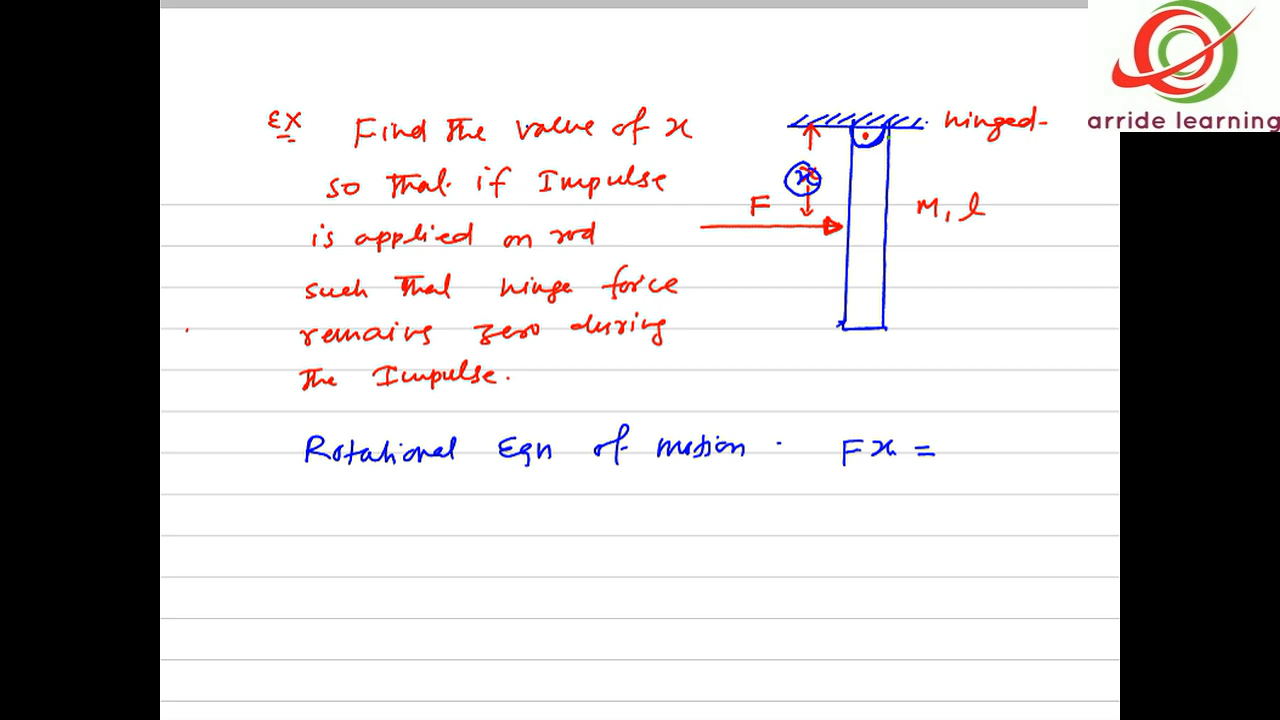 Ex Find the value of x
so that if Impulse
is applied on rod
such that hinge force
remains zero during
the Impulse.
hinged
x
F
M, l
Rotational Eqn of motion. Fx =
arride learning